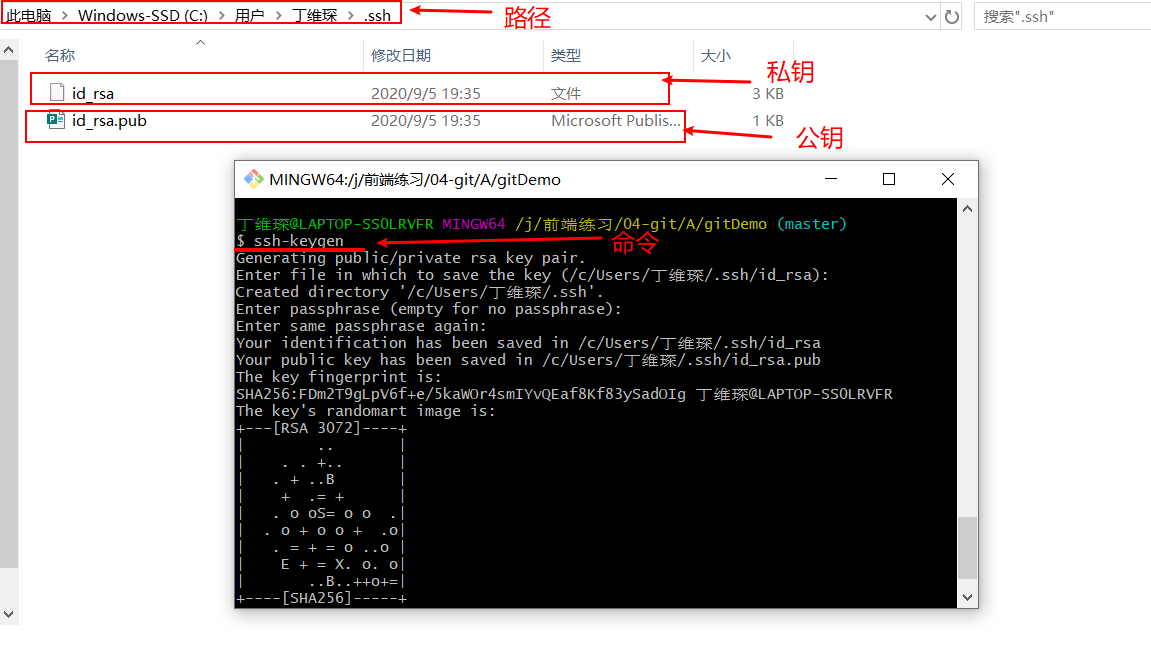 此电脑 > Windows-SSD (C:) > 用户 > 丁维琛 > .ssh
搜索".ssh"
路径
名称 修改日期 类型 大小
私钥
id_rsa 2020/9/5 19:35 文件 3 KB
id_rsa.pub 2020/9/5 19:35 Microsoft Publis... 1 KB
公钥
MINGW64:/j/前端练习/04-git/A/gitDemo
丁维琛@LAPTOP-SS0LRVFR MINGW64 /j/前端练习/04-git/A/gitDemo (master)
$ ssh-keygen
命令
Generating public/private rsa key pair.
Enter file in which to save the key (/c/Users/丁维琛/.ssh/id_rsa):
Created directory '/c/Users/丁维琛/.ssh'.
Enter passphrase (empty for no passphrase):
Enter same passphrase again:
Your identification has been saved in /c/Users/丁维琛/.ssh/id_rsa
Your public key has been saved in /c/Users/丁维琛/.ssh/id_rsa.pub
The key fingerprint is:
SHA256:FDm2T9gLpV6f+e/5kaWOr4smIYvQEaf8Kf83ySadOIg 丁维琛@LAPTOP-SS0LRVFR
The key's randomart image is:
+---[RSA 3072]----+
|        ..       |
|    . . +..      |
|   . + ..B       |
|    +  .= +      |
|   . o oS= o o  .|
|  . o + o o +  .o|
|   . = + = o ..o |
|    E + = X. o. o|
|       ..B..++o+=|
+----[SHA256]-----+